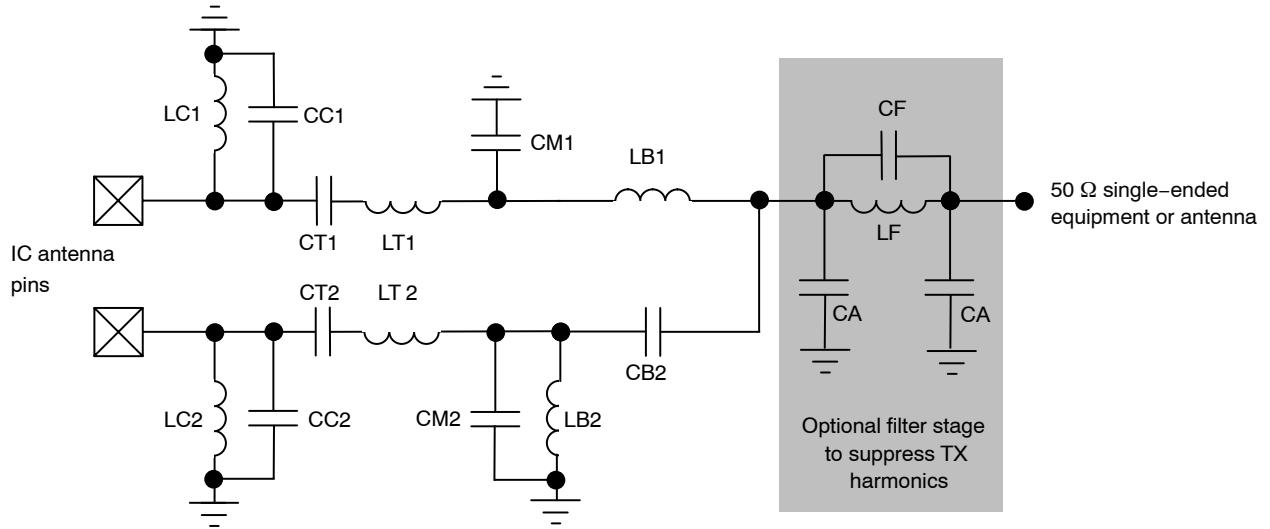 LC1
CC1
CM1
CF
LB1
50 Ω single−ended
equipment or antenna
LF
CT1
LT1
IC antenna
pins
CT2
LT 2
CA
CA
CB2
LC2
CC2
CM2
LB2
Optional filter stage
to suppress TX
harmonics